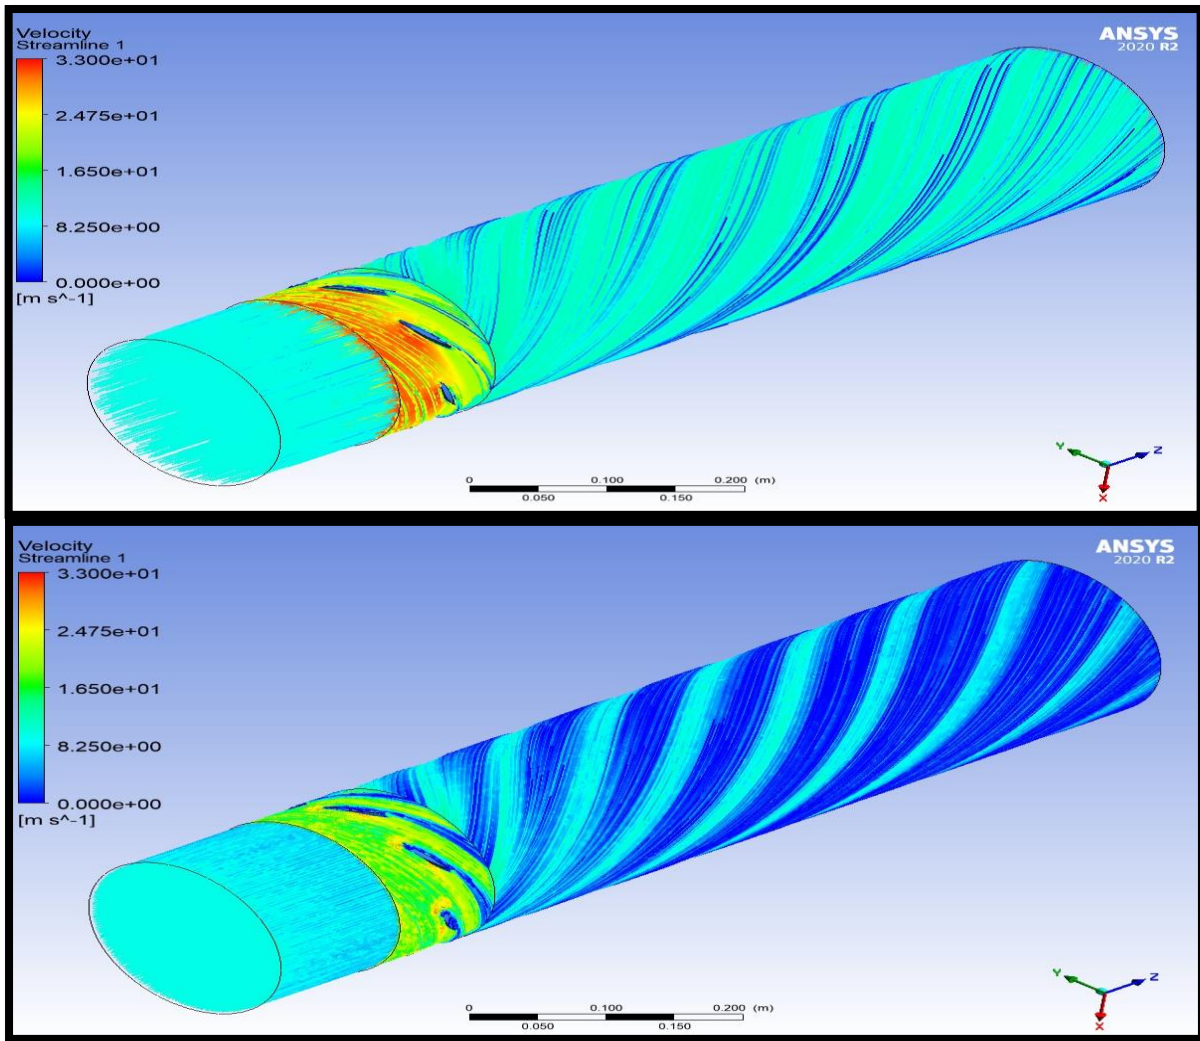 Velocity
Streamline 1
3.300e+01
2.475e+01
1.650e+01
8.250e+00
0.000e+00
[m s^-1]
ANSYS
2020 R2
Y
Z
X
0 0.100 0.200 (m)
0.050 0.150
Velocity
Streamline 1
3.300e+01
2.475e+01
1.650e+01
8.250e+00
0.000e+00
[m s^-1]
ANSYS
2020 R2
Y
Z
X
0 0.100 0.200 (m)
0.050 0.150